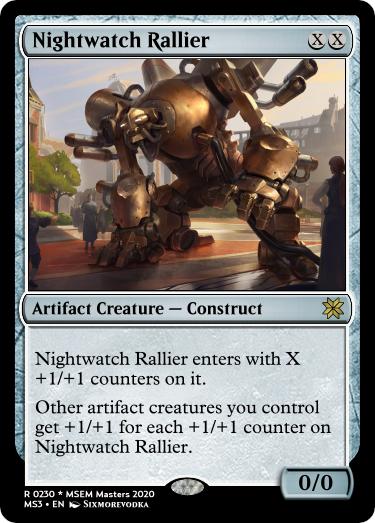 Nightwatch Rallier XX
Artifact Creature — Construct
Nightwatch Rallier enters with X
+1/+1 counters on it.
Other artifact creatures you control
get +1/+1 for each +1/+1 counter on
Nightwatch Rallier.
0/0
R 0230 * MSEM Masters 2020
MS3 • EN Sixmorevodka